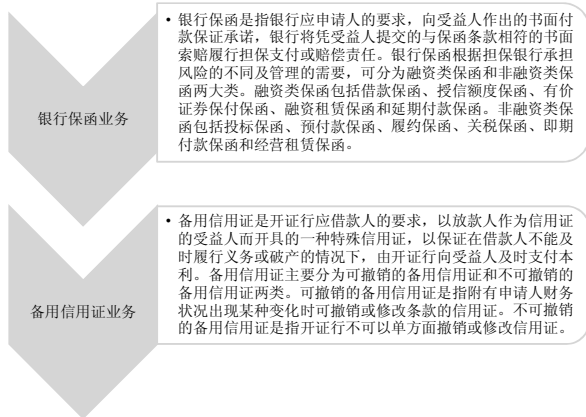 银行保函业务
• 银行保函是指银行应申请人的要求，向受益人作出的书面付
款保证承诺，银行将凭受益人提交的与保函条款相符的书面
索赔履行担保支付或赔偿责任。银行保函根据担保银行承担
风险的不同及管理的需要，可分为融资类保函和非融资类保
函两大类。融资类保函包括借款保函、授信额度保函、有价
证券保付保函、融资租赁保函和延期付款保函。非融资类保
函包括投标保函、预付款保函、履约保函、关税保函、即期
付款保函和经营租赁保函。
备用信用证业务
• 备用信用证是开证行应借款人的要求，以放款人作为信用证
的受益人而开具的一种特殊信用证，以保证在借款人不能及
时履行义务或破产的情况下，由开证行向受益人及时支付本
利。备用信用证主要分为可撤销的备用信用证和不可撤销的
备用信用证两类。可撤销的备用信用证是指附有申请人财务
状况出现某种变化时可撤销或修改条款的信用证。不可撤销
的备用信用证是指开证行不可以单方面撤销或修改信用证。